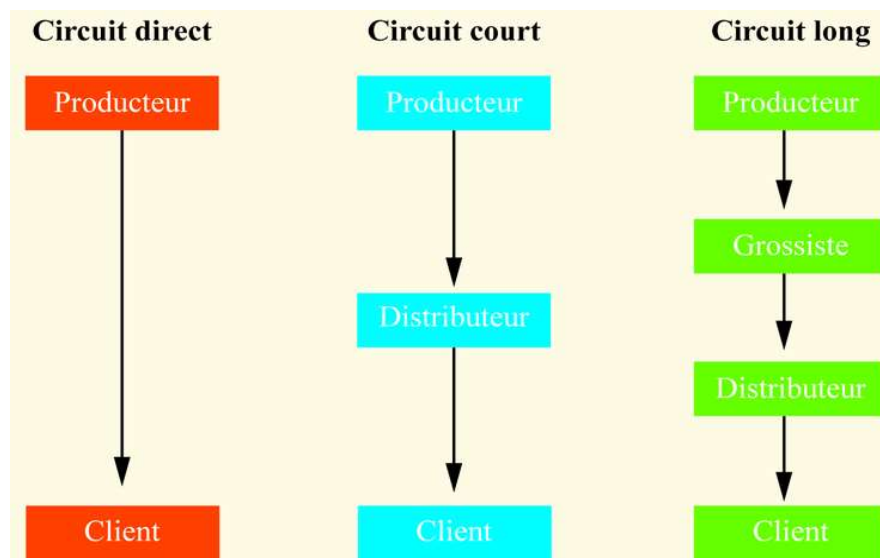 Circuit direct
Circuit court
Circuit long
Producteur
Producteur
Producteur
Grossiste
Distributeur
Distributeur
Client
Client
Client